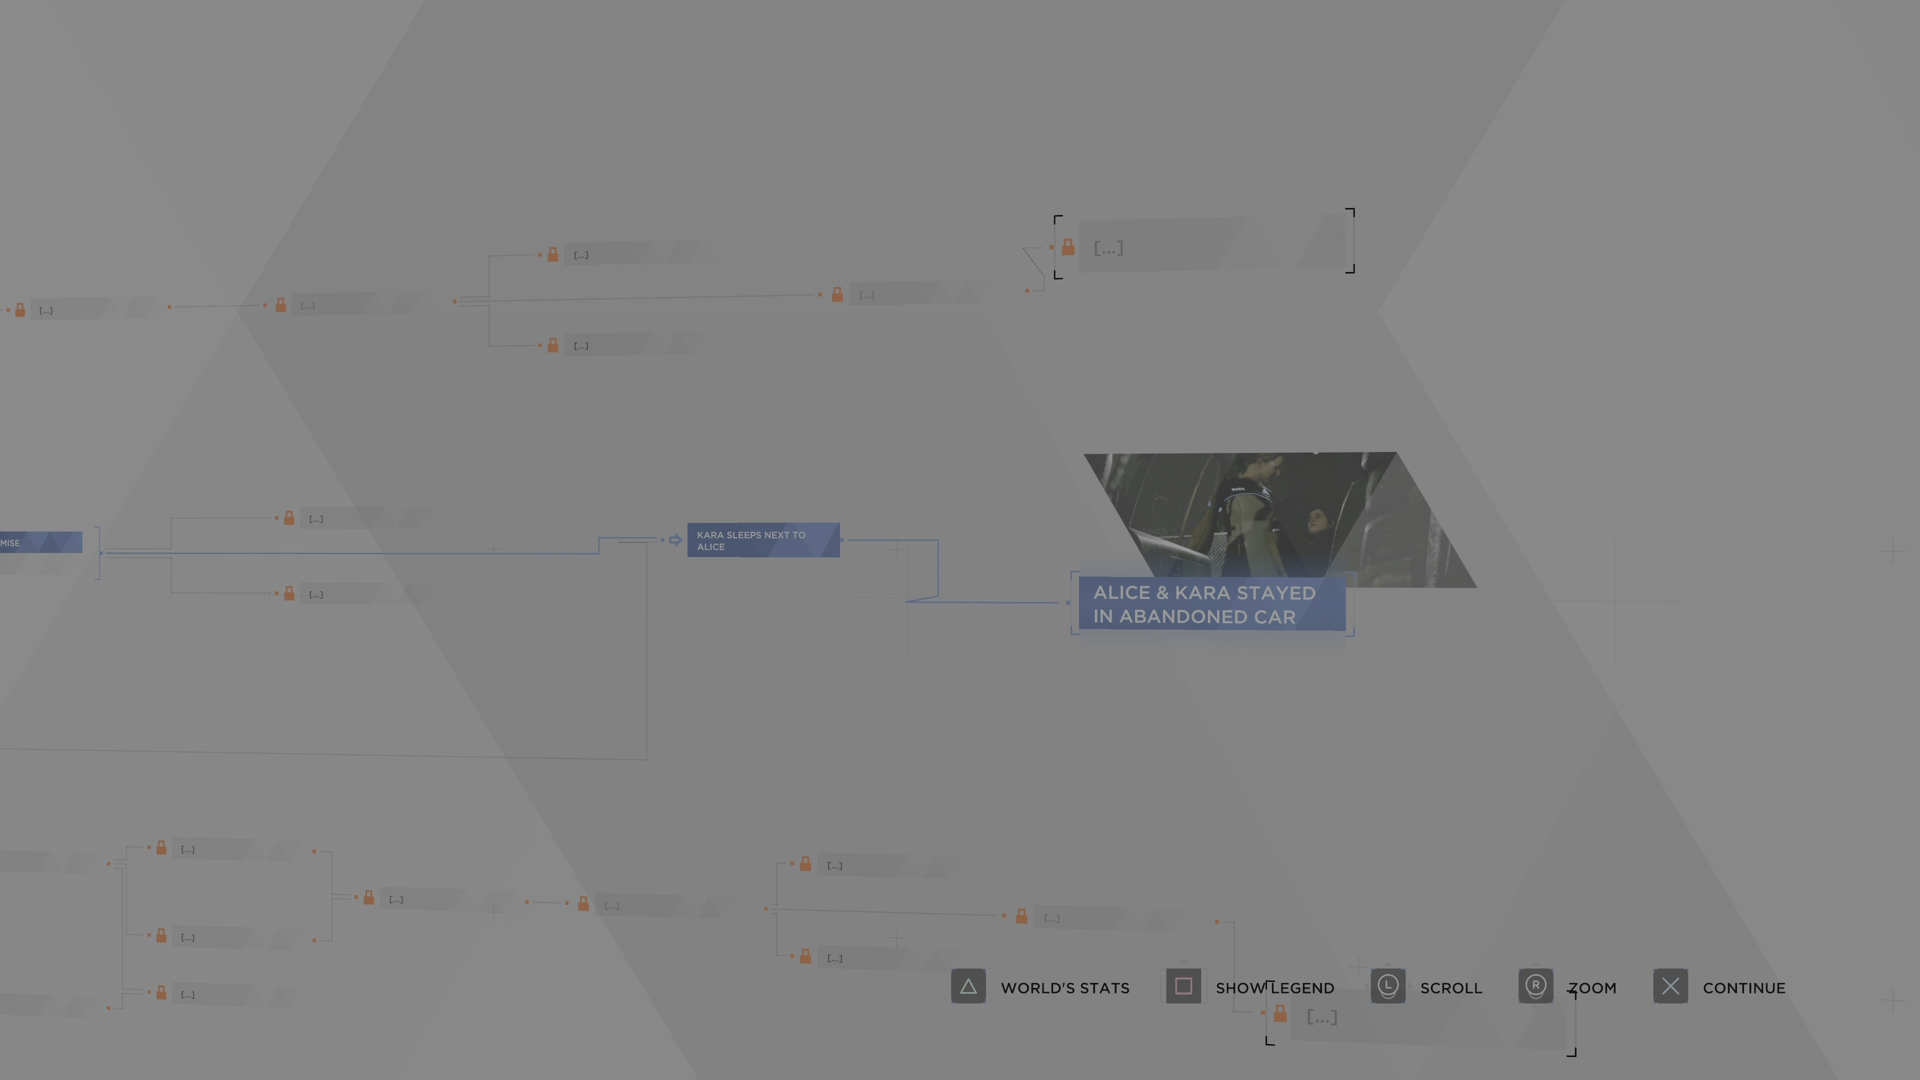 [...]
[...]
[...]
[...]
[...]
[...]
[...]
MISE
[...]
KARA SLEEPS NEXT TO
ALICE
ALICE & KARA STAYED
IN ABANDONED CAR
[...]
[...]
[...]
[...]
[...]
[...]
[...]
[...]
WORLD'S STATS
SHOW LEGEND
L
SCROLL
R
ZOOM
CONTINUE
[...]